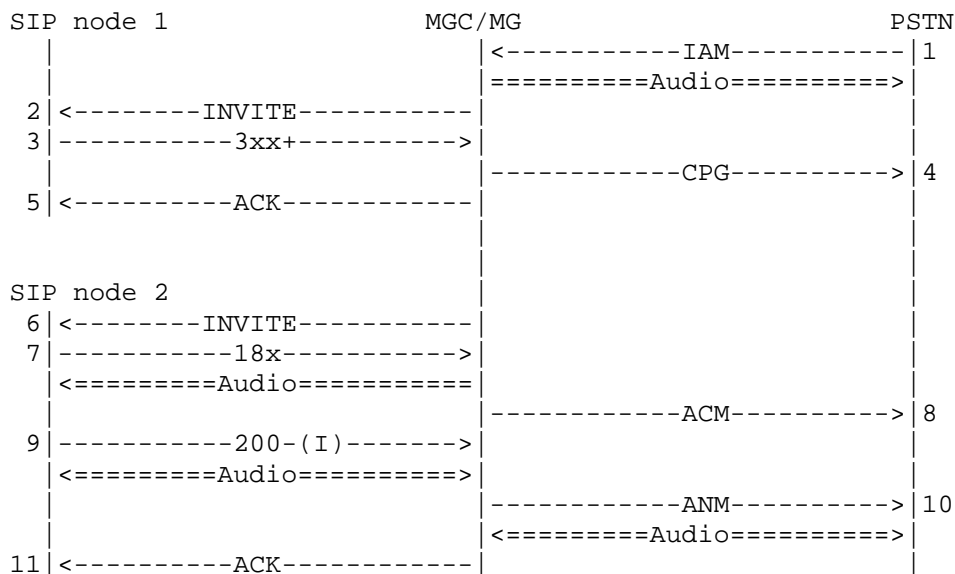 SIP node 1                    MGC/MG                          PSTN
|                              |<-----------IAM-----------|1
|                              |==========Audio==========>|
2|<--------INVITE-----------|                          |
3|-----------3xx+---------->|                          |
|                              |------------CPG---------->|4
5|<----------ACK------------|                          |
SIP node 2
6|<--------INVITE-----------|                          |
7|-----------18x----------->|                          |
|<=========Audio===========|                          |
|                              |------------ACM---------->|8
9|-----------200-(I)------->|                          |
|<=========Audio==========>|                          |
|                              |------------ANM---------->|10
|                              |<=========Audio==========>|
11|<----------ACK------------|                          |